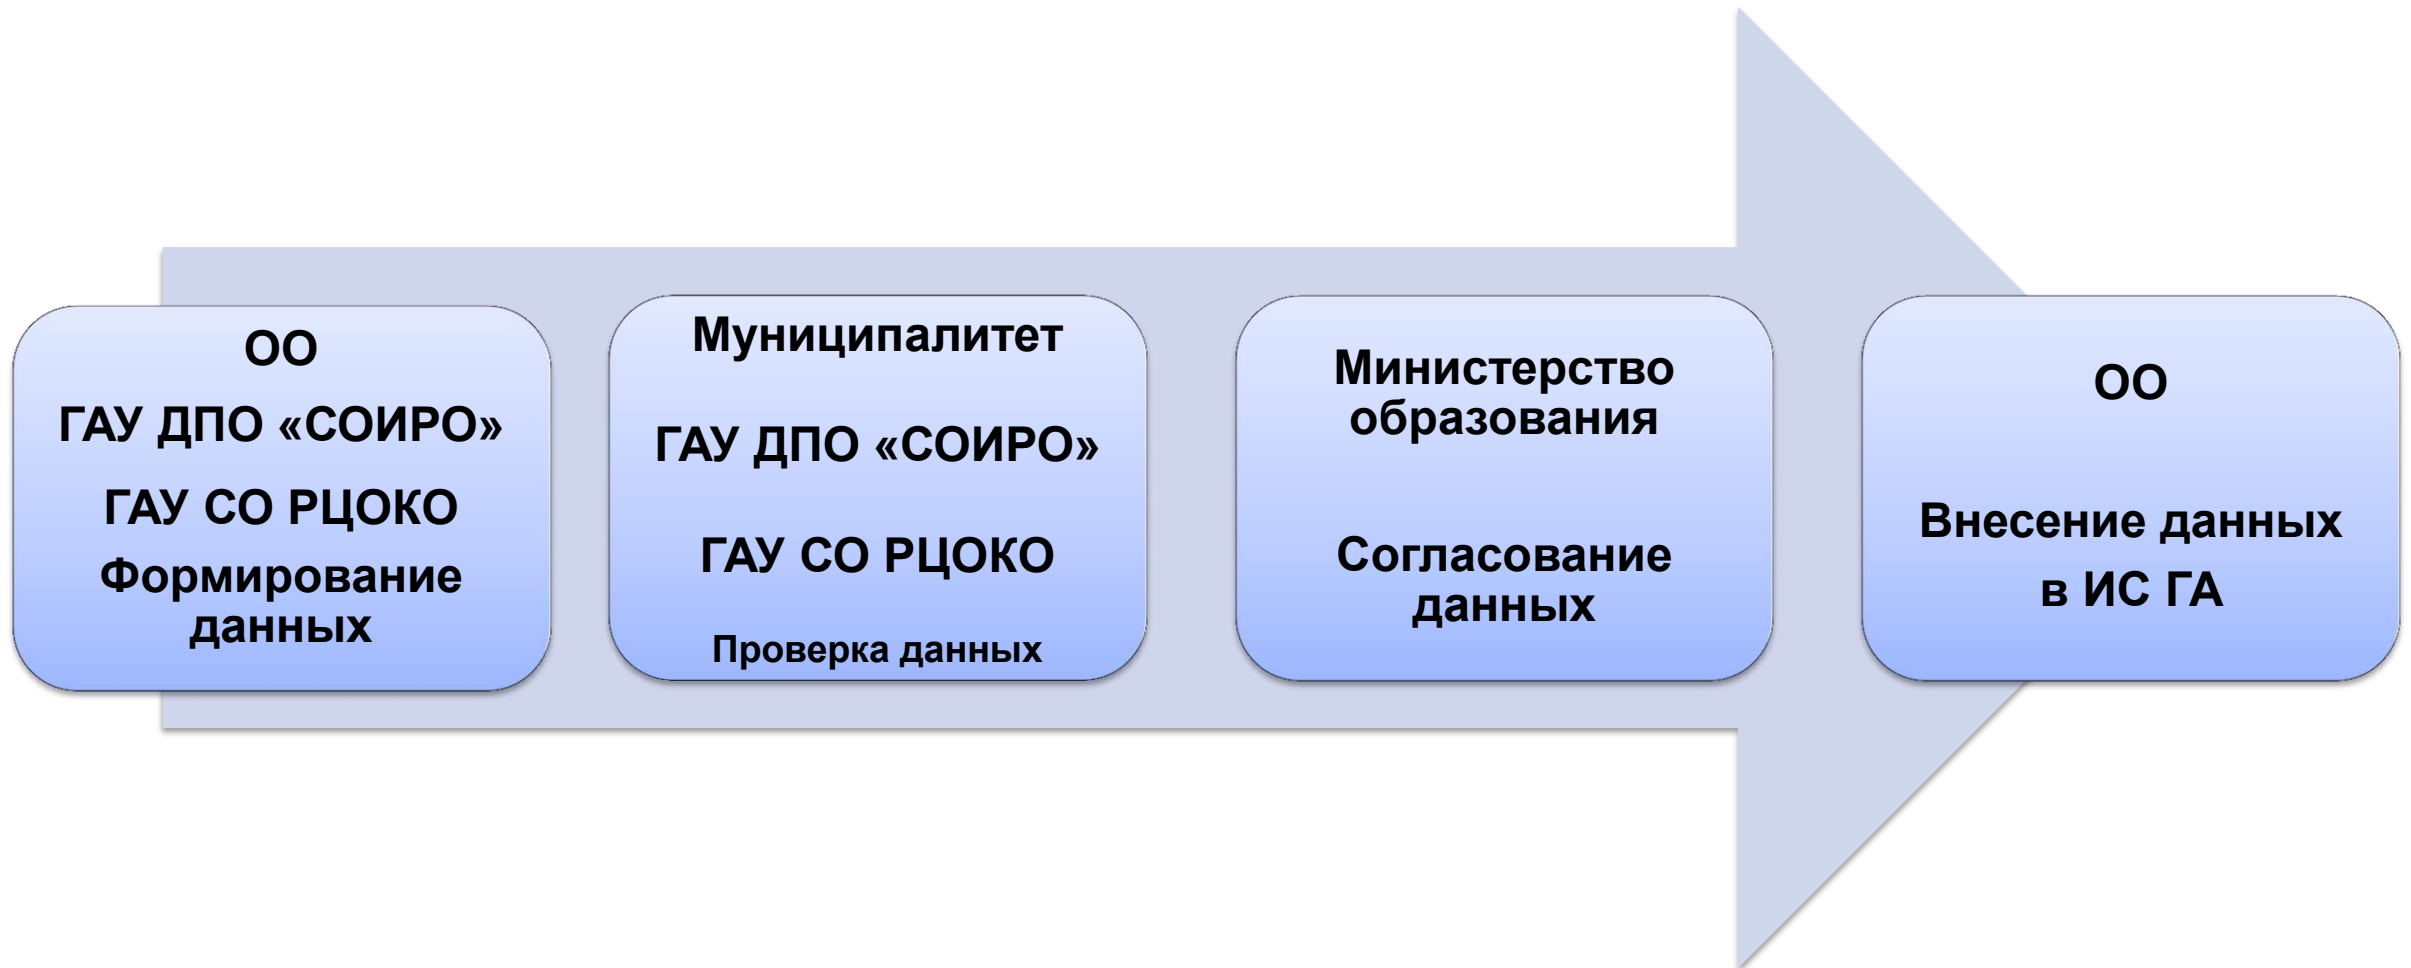 ОО
ГАУ ДПО «СОИРО»
ГАУ СО РЦОКО
Формирование
данных
Муниципалитет
ГАУ ДПО «СОИРО»
ГАУ СО РЦОКО
Проверка данных
Министерство
образования
Согласование
данных
ОО
Внесение данных
в ИС ГА